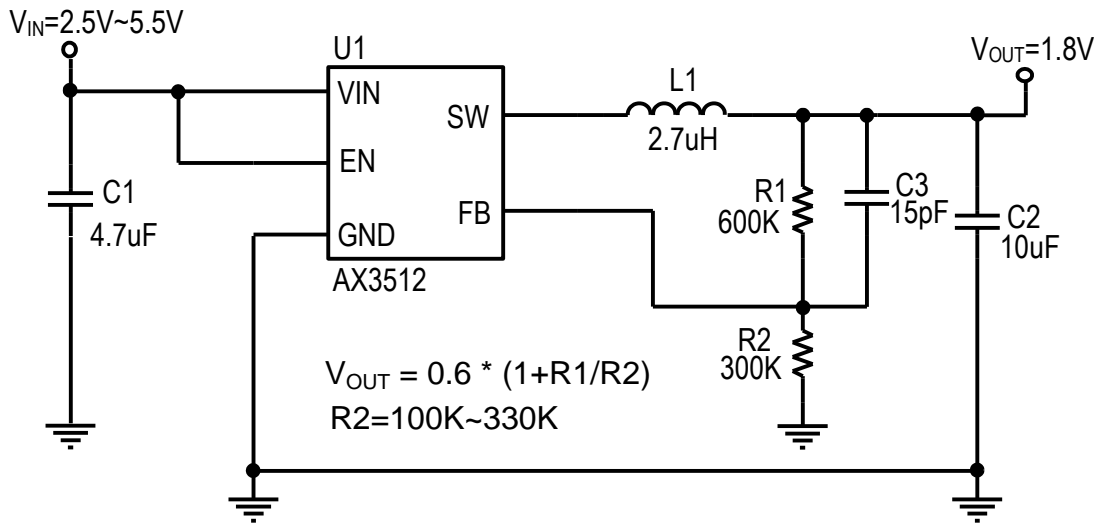 VIN=2.5V~5.5V
VOUT=1.8V
U1
VIN
SW
EN
FB
GND
AX3512
L1
2.7uH
C1
4.7uF
R1
600K
C3
15pF
C2
10uF
R2
300K
VOUT = 0.6 * (1+R1/R2)
R2=100K~330K